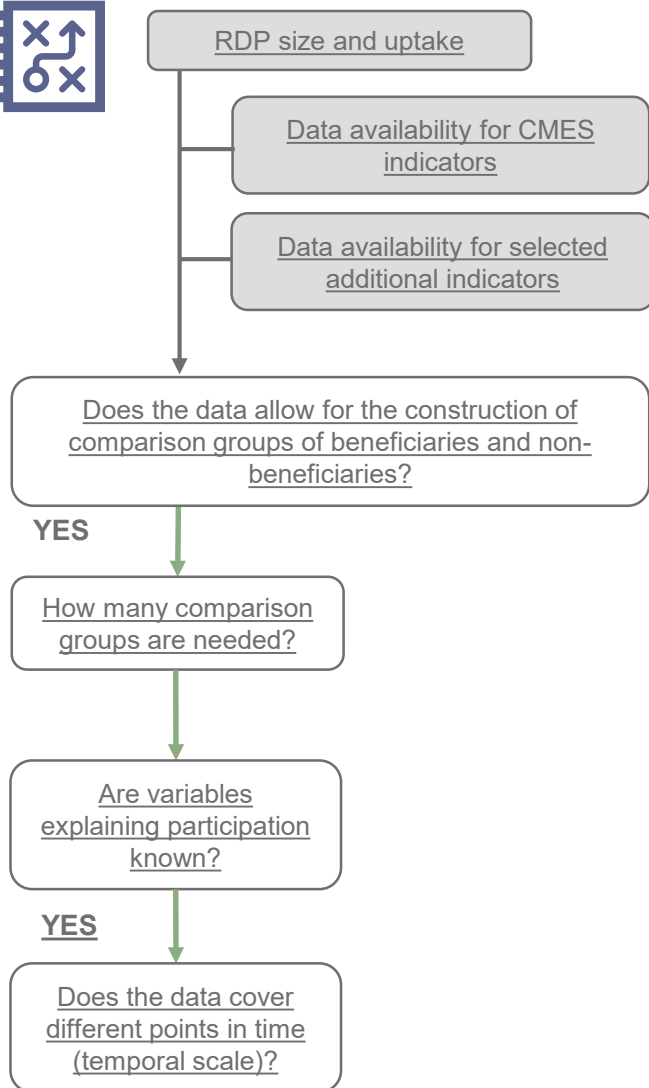 RDP size and uptake
Data availability for CMES
indicators
Data availability for selected
additional indicators
Does the data allow for the construction of
comparison groups of beneficiaries and non-
beneficiaries?
YES
How many comparison
groups are needed?
Are variables
explaining participation
known?
YES
Does the data cover
different points in time
(temporal scale)?